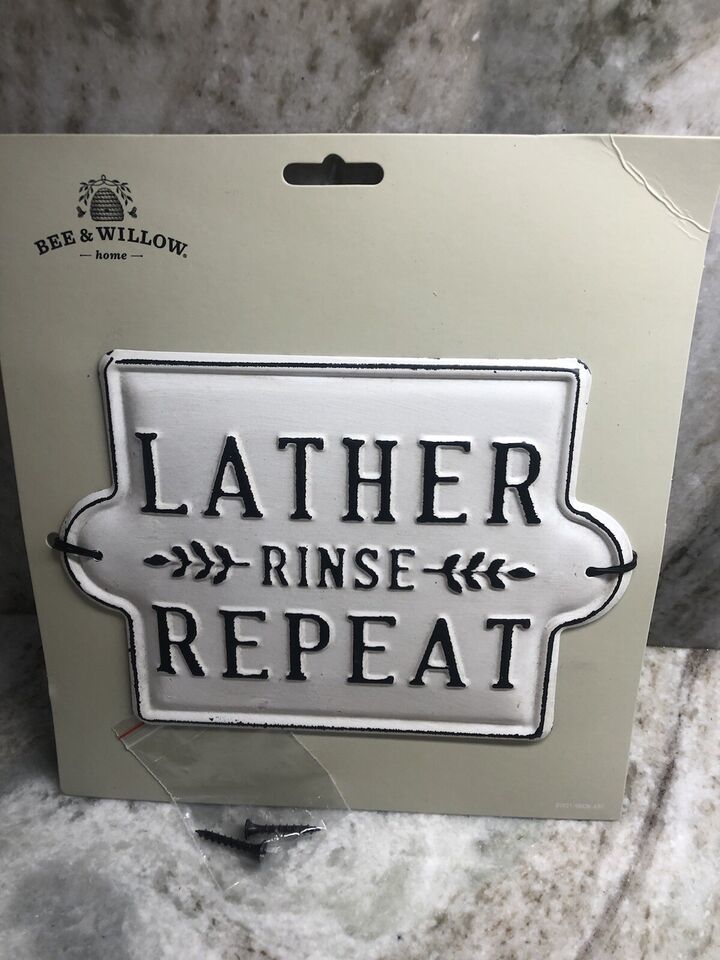 BEE & WILLOW®
home
LATHER
RINSE
REPEAT